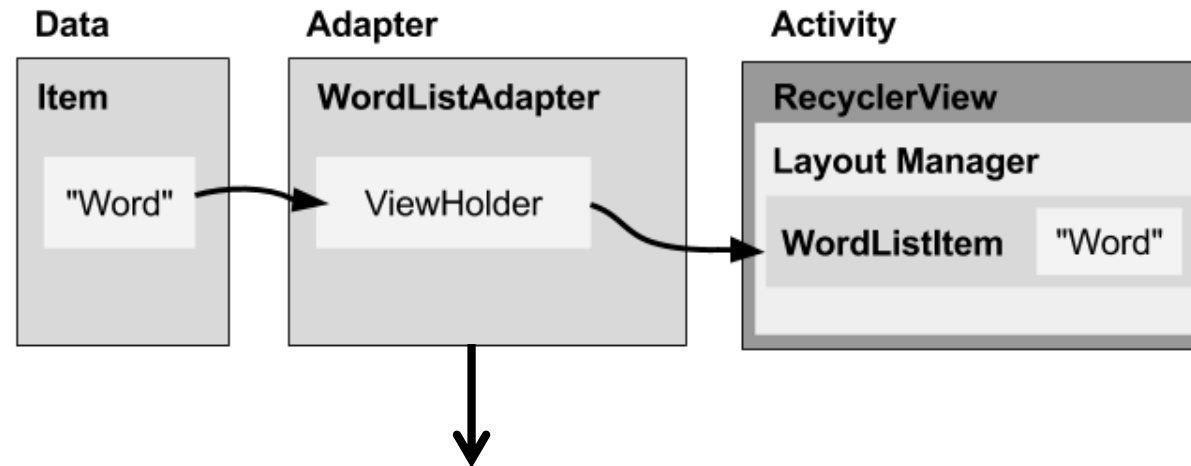 Data
Adapter
Activity
Item
WordListAdapter
RecyclerView
Layout Manager
"Word"
ViewHolder
WordListItem
"Word"